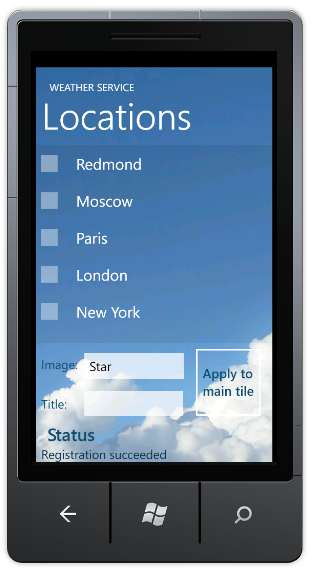 WEATHER SERVICE
Locations
Redmond
Moscow
Paris
London
New York
Image: Star
Apply to
main tile
Title:
Status
Registration succeeded